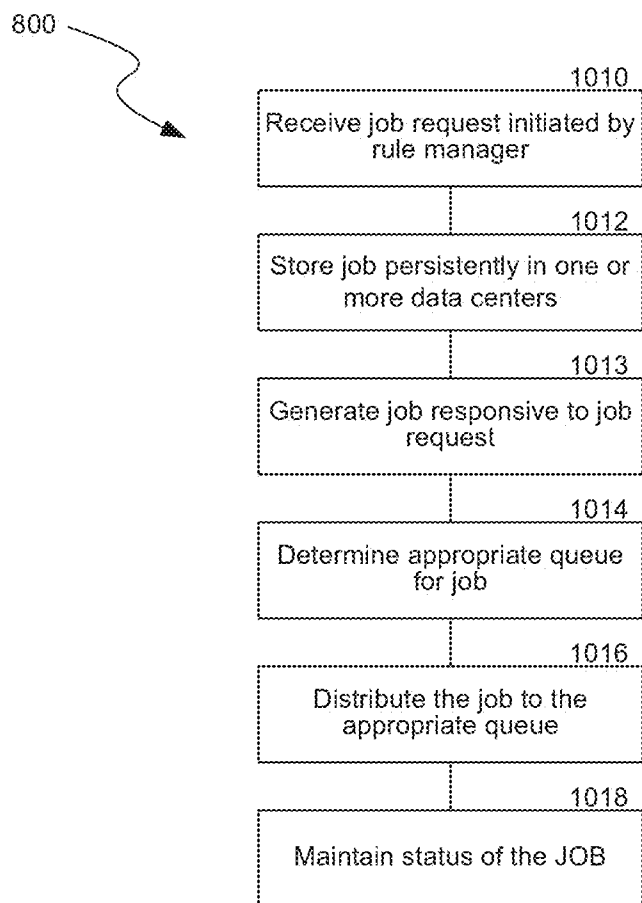 800
1010
Receive job request initiated by
rule manager
1012
Store job persistently in one or
more data centers
1013
Generate job responsive to job
request
1014
Determine appropriate queue
for job
1016
Distribute the job to the
appropriate queue
1018
Maintain status of the JOB